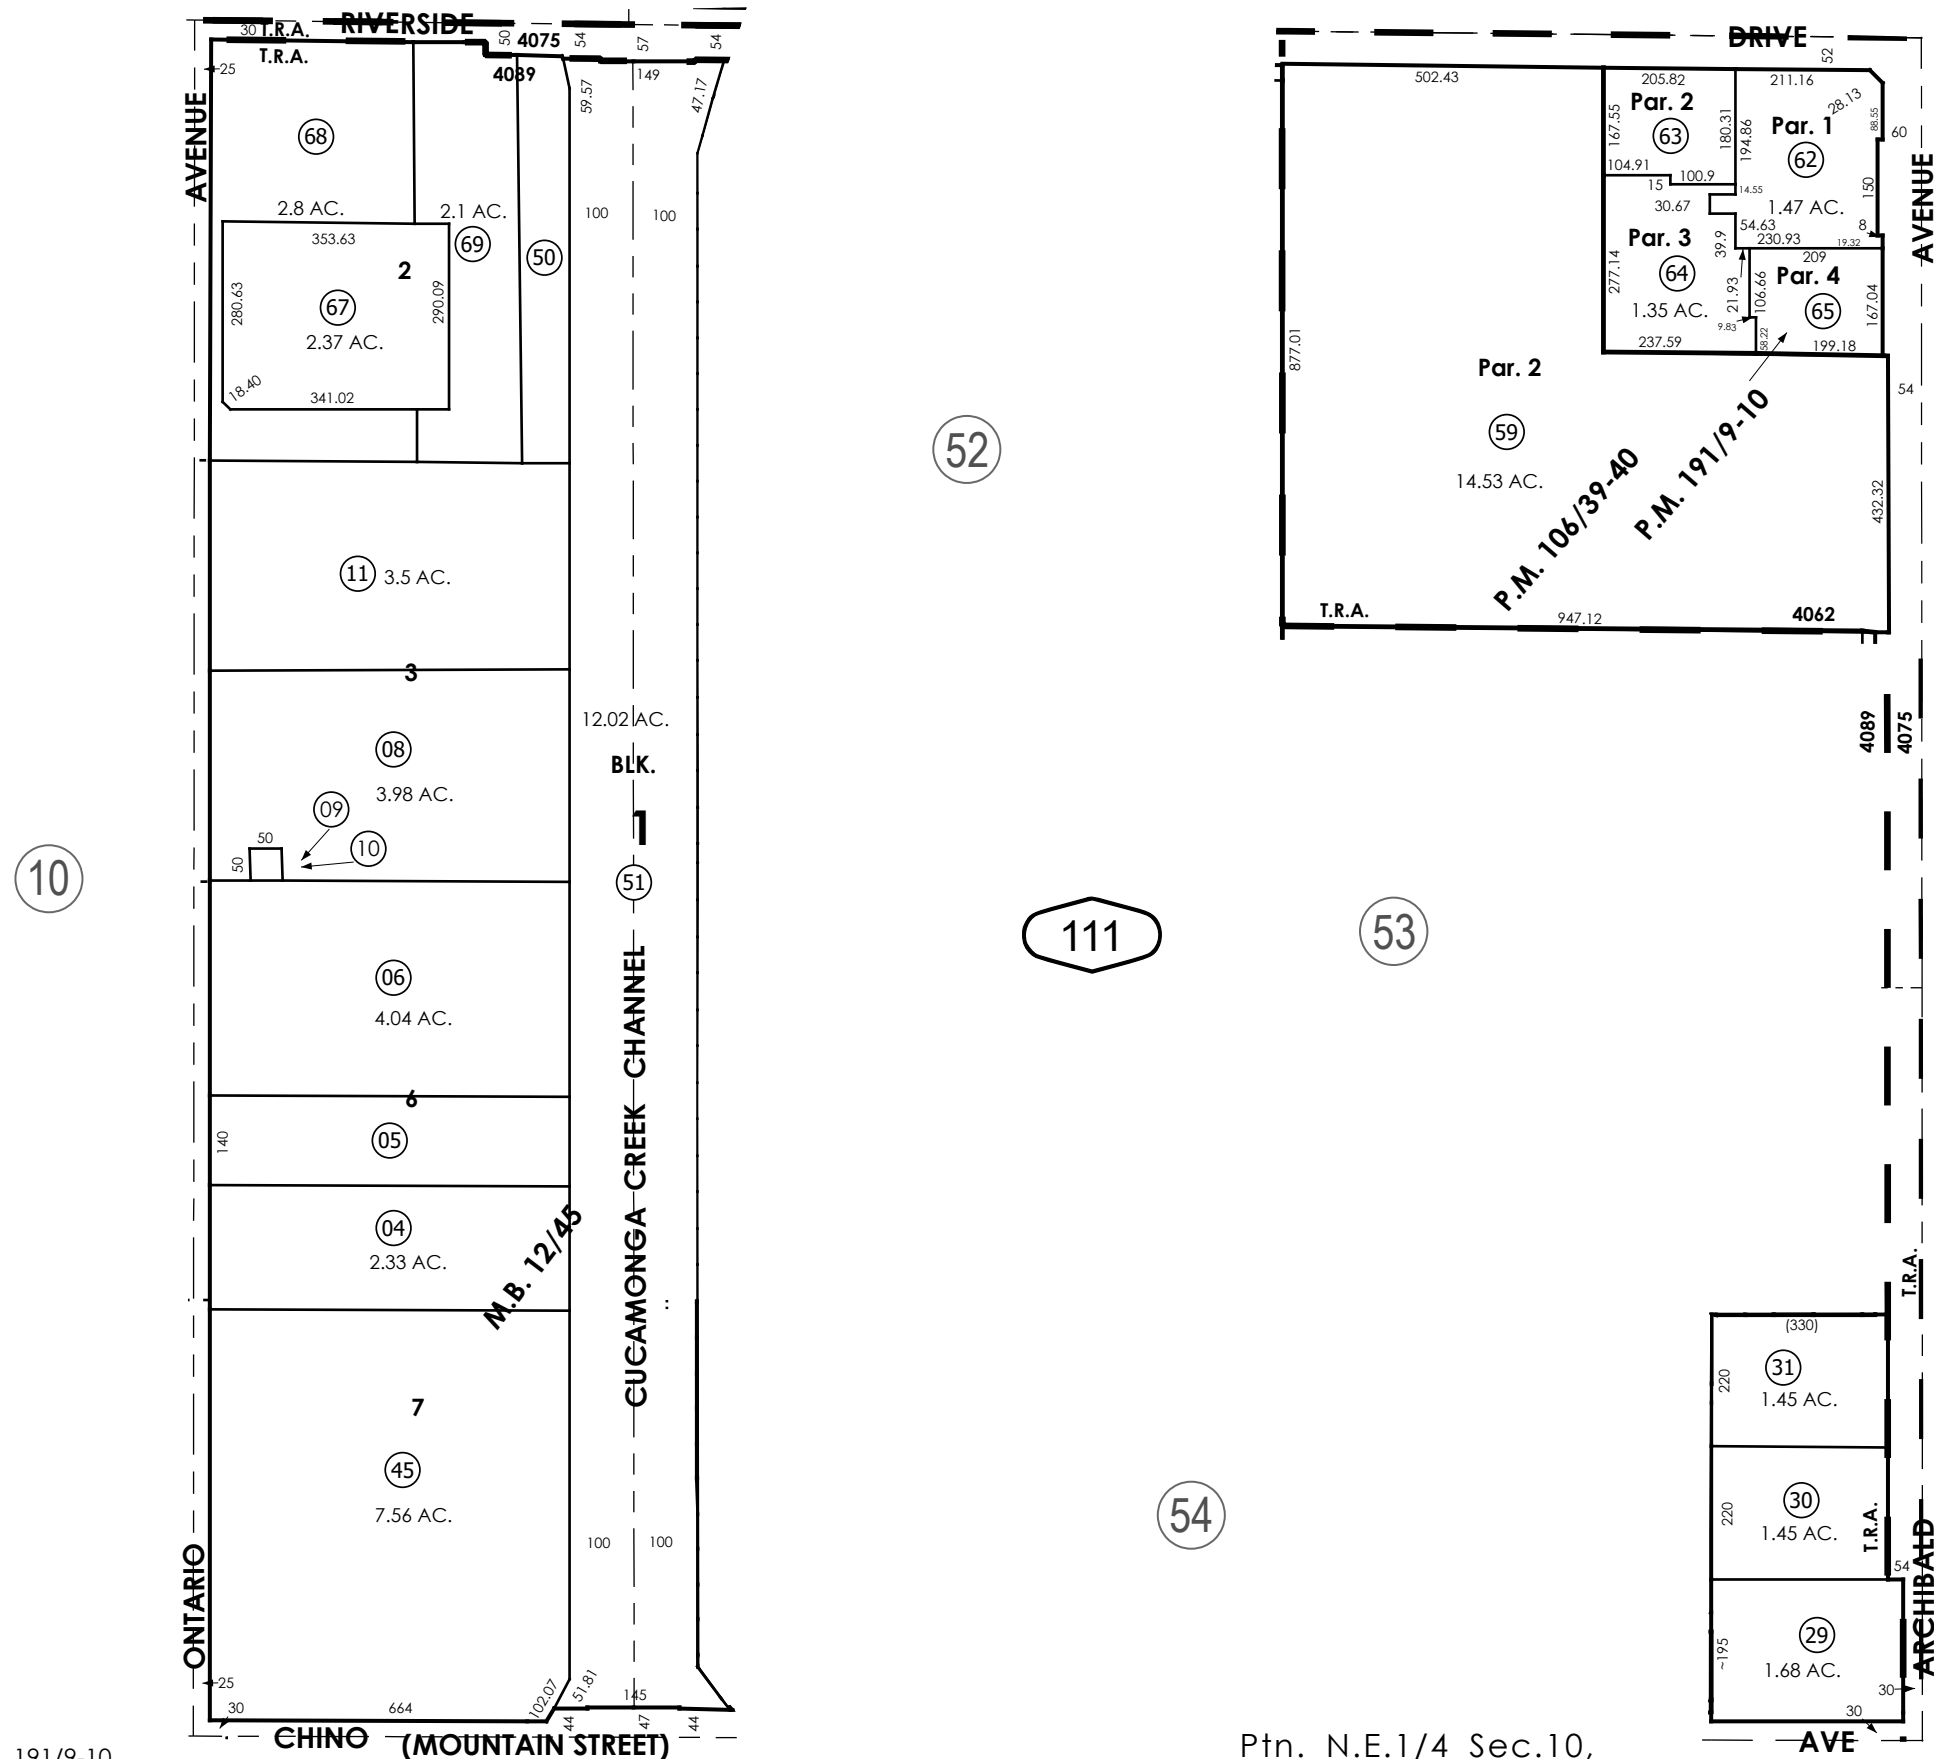 RIVERSIDE
DRIVE
30 T.R.A.
T.R.A.
50
4075
54
57
54
4089
149
25
59.57
47.17
AVENUE
68
2.8 AC.
2.1 AC.
69
50
100
100
353.63
2
280.63
67
290.09
2.37 AC.
18.40
341.02
11
3.5 AC.
3
08
3.98 AC.
09
50
10
50
12.02 AC.
BLK.
1
51
06
4.04 AC.
6
140
05
04
2.33 AC.
M.B. 12/45
CUCAMONGA CREEK CHANNEL
7
45
7.56 AC.
100
100
ONTARIO
25
30
664
102.07
51.81
145
44
47
44
CHINO
(MOUNTAIN STREET)
191/9-10
10
52
111
53
54
52
502.43
205.82
211.16
Par. 2
63
167.55
180.31
194.86
28.13
Par. 1
62
88.55
60
104.91
15
100.9
14.55
150
30.67
1.47 AC.
AVENUE
54.63
8
Par. 3
39.9
230.93
19.32
64
277.14
209
Par. 4
1.35 AC.
21.93
106.66
65
167.04
9.83
58.22
237.59
199.18
877.01
Par. 2
54
59
14.53 AC.
P.M. 106/39-40
P.M. 191/9-10
432.32
T.R.A.
947.12
4062
4089
4075
T.R.A.
(330)
220
31
1.45 AC.
220
30
1.45 AC.
T.R.A.
54
ARCHIBALD
~195
29
1.68 AC.
30
30
Ptn. N.E.1/4 Sec.10,
AVE